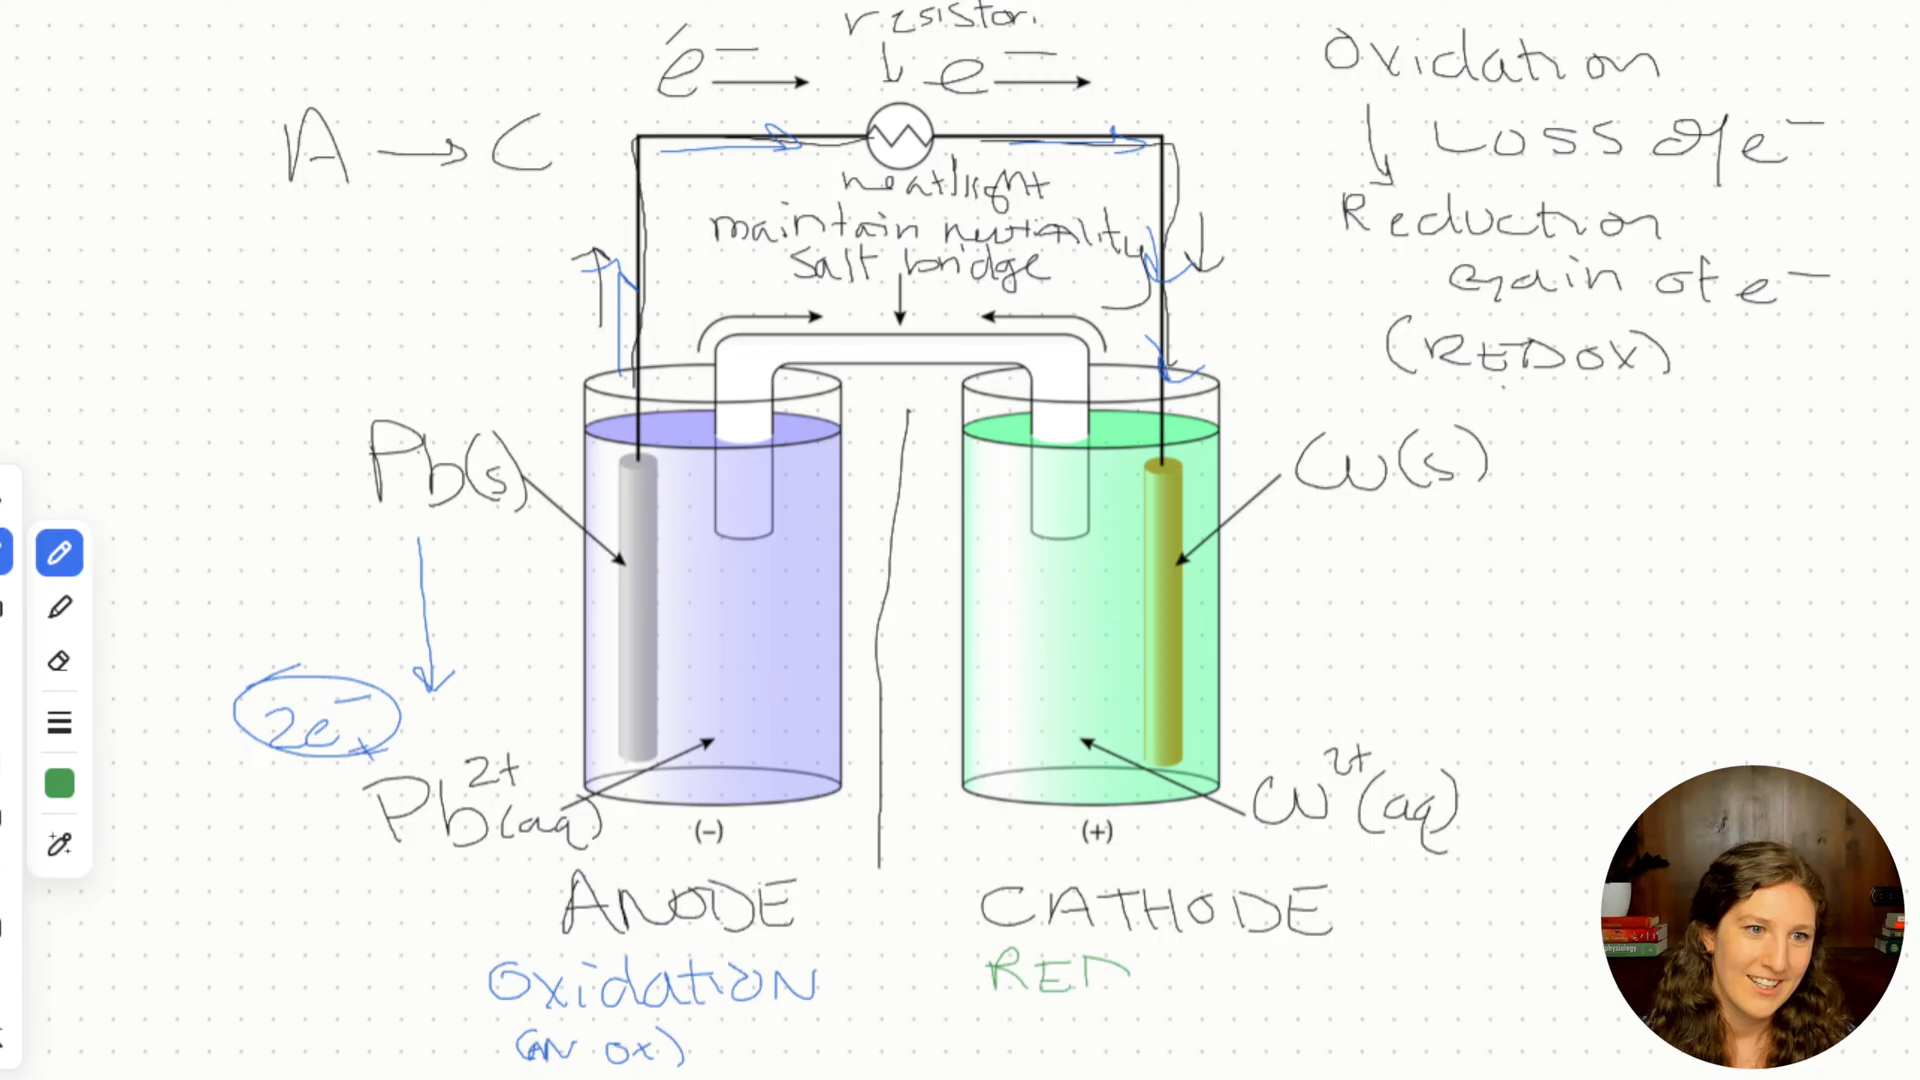 resistor.
e⁻ → e⁻ →
A → C
Oxidation
Loss of e⁻
Reduction
gain of e⁻
(REDOX)
heat/light
maintain neutrality
salt bridge
Pb(s)
Cu(s)
2e⁻ +
Pb²⁺(aq)
Cu²⁺(aq)
(−)
(+)
ANODE
CATHODE
Oxidation
RED
(AN OX)
physiology